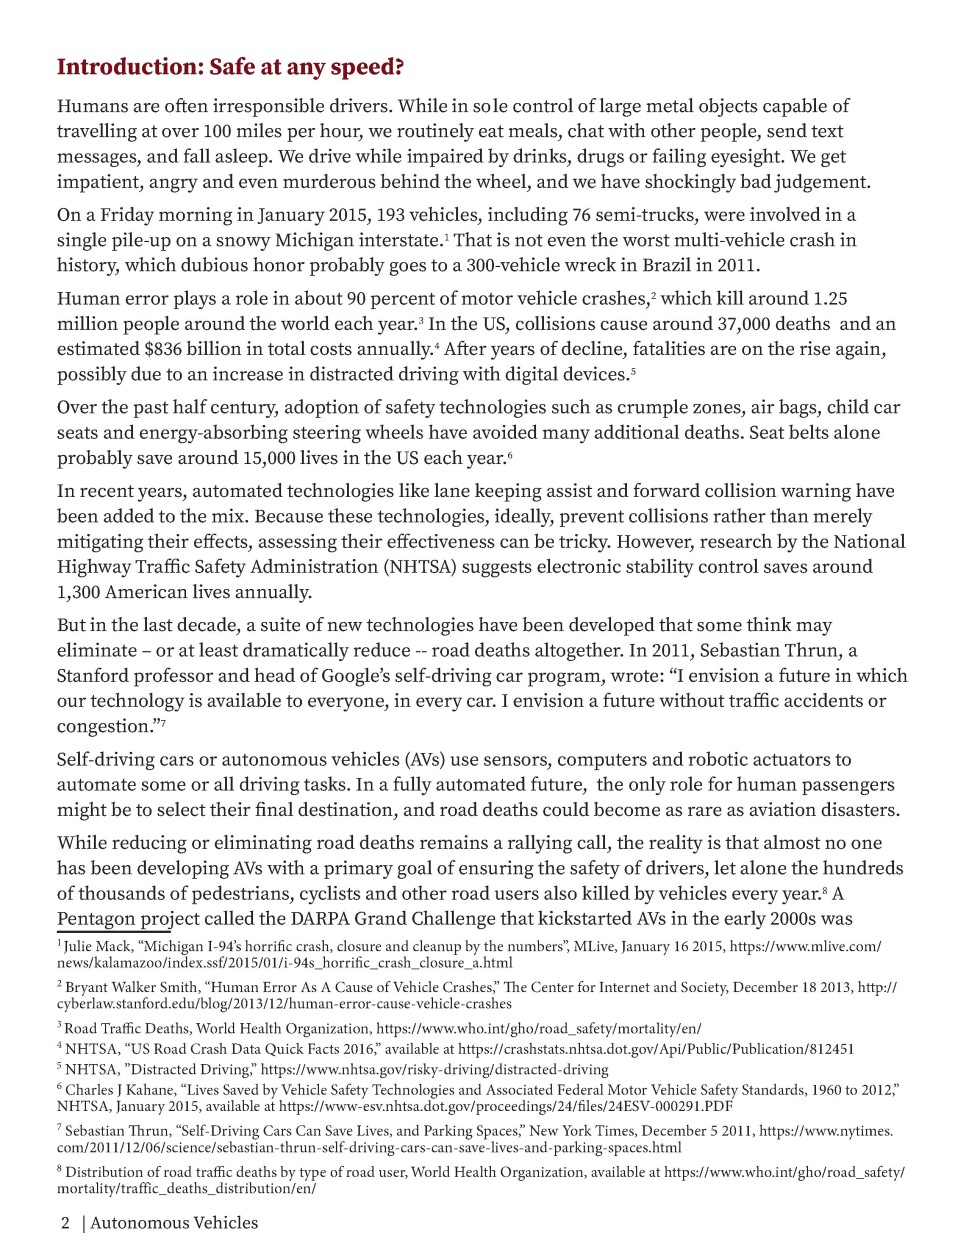 Introduction: Safe at any speed?
Humans are often irresponsible drivers. While in sole control of large metal objects capable of
travelling at over 100 miles per hour, we routinely eat meals, chat with other people, send text
messages, and fall asleep. We drive while impaired by drinks, drugs or failing eyesight. We get
impatient, angry and even murderous behind the wheel, and we have shockingly bad judgement.
On a Friday morning in January 2015, 193 vehicles, including 76 semi-trucks, were involved in a
single pile-up on a snowy Michigan interstate.1 That is not even the worst multi-vehicle crash in
history, which dubious honor probably goes to a 300-vehicle wreck in Brazil in 2011.
Human error plays a role in about 90 percent of motor vehicle crashes,2 which kill around 1.25
million people around the world each year.3 In the US, collisions cause around 37,000 deaths  and an
estimated $836 billion in total costs annually.4 After years of decline, fatalities are on the rise again,
possibly due to an increase in distracted driving with digital devices.5
Over the past half century, adoption of safety technologies such as crumple zones, air bags, child car
seats and energy-absorbing steering wheels have avoided many additional deaths. Seat belts alone
probably save around 15,000 lives in the US each year.6
In recent years, automated technologies like lane keeping assist and forward collision warning have
been added to the mix. Because these technologies, ideally, prevent collisions rather than merely
mitigating their effects, assessing their effectiveness can be tricky. However, research by the National
Highway Traffic Safety Administration (NHTSA) suggests electronic stability control saves around
1,300 American lives annually.
But in the last decade, a suite of new technologies have been developed that some think may
eliminate – or at least dramatically reduce -- road deaths altogether. In 2011, Sebastian Thrun, a
Stanford professor and head of Google’s self-driving car program, wrote: “I envision a future in which
our technology is available to everyone, in every car. I envision a future without traffic accidents or
congestion.”7
Self-driving cars or autonomous vehicles (AVs) use sensors, computers and robotic actuators to
automate some or all driving tasks. In a fully automated future,  the only role for human passengers
might be to select their final destination, and road deaths could become as rare as aviation disasters.
While reducing or eliminating road deaths remains a rallying call, the reality is that almost no one
has been developing AVs with a primary goal of ensuring the safety of drivers, let alone the hundreds
of thousands of pedestrians, cyclists and other road users also killed by vehicles every year.8 A
Pentagon project called the DARPA Grand Challenge that kickstarted AVs in the early 2000s was
1 Julie Mack, “Michigan I-94’s horrific crash, closure and cleanup by the numbers”, MLive, January 16 2015, https://www.mlive.com/
news/kalamazoo/index.ssf/2015/01/i-94s_horrific_crash_closure_a.html
2 Bryant Walker Smith, “Human Error As A Cause of Vehicle Crashes,” The Center for Internet and Society, December 18 2013, http://
cyberlaw.stanford.edu/blog/2013/12/human-error-cause-vehicle-crashes
3 Road Traffic Deaths, World Health Organization, https://www.who.int/gho/road_safety/mortality/en/
4 NHTSA, “US Road Crash Data Quick Facts 2016,” available at https://crashstats.nhtsa.dot.gov/Api/Public/Publication/812451
5 NHTSA, ”Distracted Driving,” https://www.nhtsa.gov/risky-driving/distracted-driving
6 Charles J Kahane, “Lives Saved by Vehicle Safety Technologies and Associated Federal Motor Vehicle Safety Standards, 1960 to 2012,”
NHTSA, January 2015, available at https://www-esv.nhtsa.dot.gov/proceedings/24/files/24ESV-000291.PDF
7 Sebastian Thrun, “Self-Driving Cars Can Save Lives, and Parking Spaces,” New York Times, December 5 2011, https://www.nytimes.
com/2011/12/06/science/sebastian-thrun-self-driving-cars-can-save-lives-and-parking-spaces.html
8 Distribution of road traffic deaths by type of road user, World Health Organization, available at https://www.who.int/gho/road_safety/
mortality/traffic_deaths_distribution/en/
2 | Autonomous Vehicles